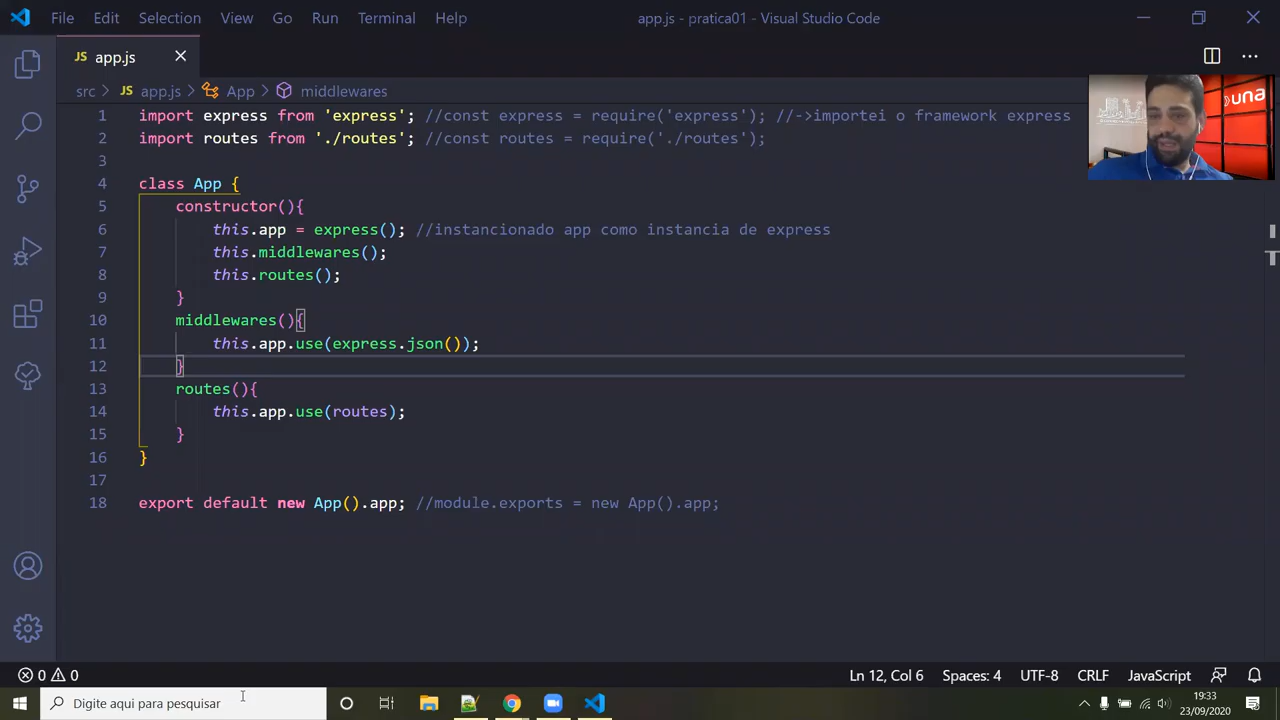 File Edit Selection View Go Run Terminal Help app.js - pratica01 - Visual Studio Code
JS app.js
src > JS app.js > App > middlewares
una
1 import express from 'express'; //const express = require('express'); //->importei o framework express
2 import routes from './routes'; //const routes = require('./routes');
3
4 class App {
5 constructor(){
6 this.app = express(); //instancionado app como instancia de express
7 this.middlewares();
8 this.routes();
9 }
10 middlewares(){
11 this.app.use(express.json());
12 }
13 routes(){
14 this.app.use(routes);
15 }
16 }
17
18 export default new App().app; //module.exports = new App().app;
0 0 Ln 12, Col 6 Spaces: 4 UTF-8 CRLF JavaScript
Digite aqui para pesquisar
19:33
23/09/2020